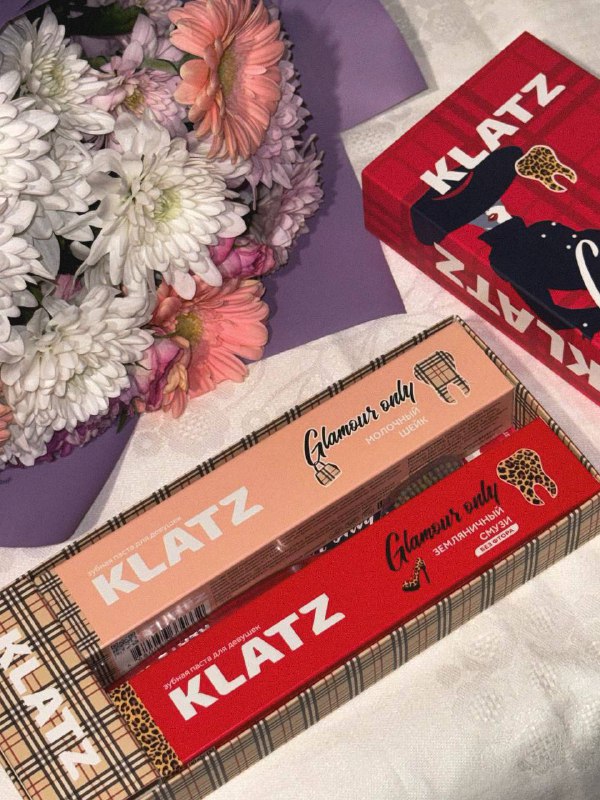 KLATZ
KLATZ
KLATZ
Glamour only
МОЛОЧНЫЙ
ШЕЙК
зубная паста для девушек
KLATZ
Glamour only
ЗЕМЛЯНИЧНЫЙ
СМУЗИ
БЕЗ ФТОРА
зубная паста для девушек
KLATZ
KLATZ